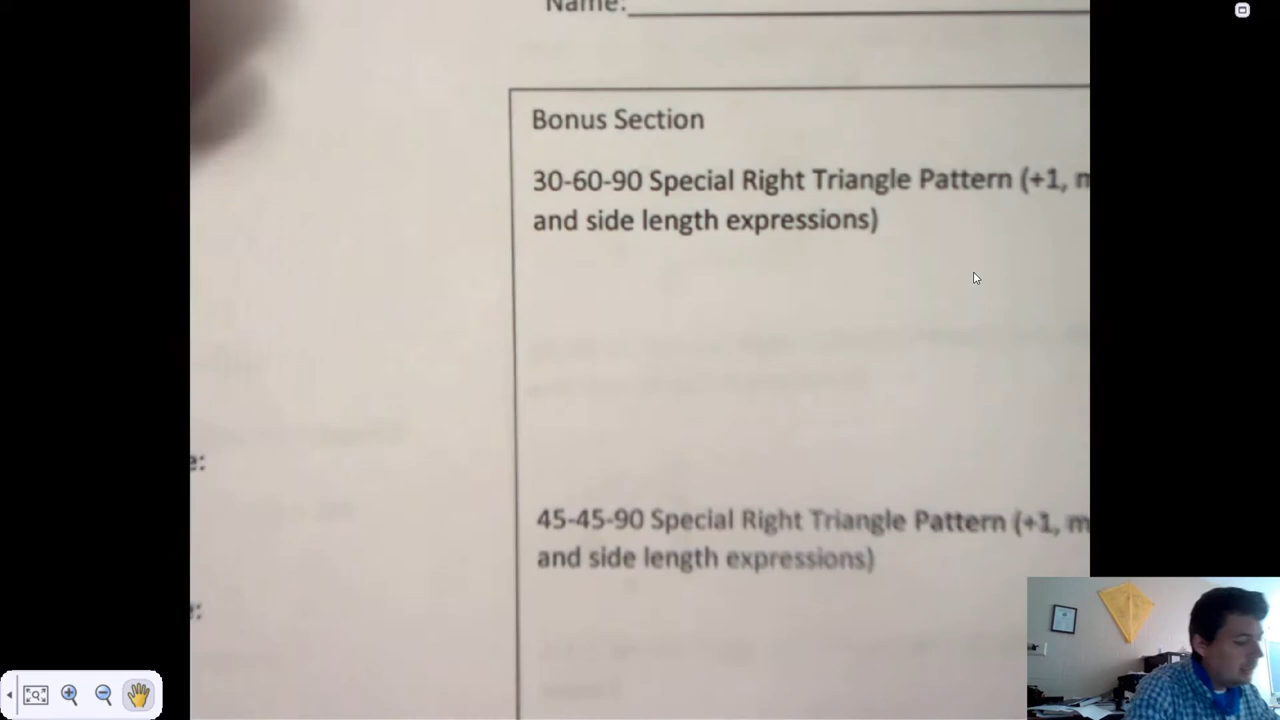 Name:
Bonus Section
30-60-90 Special Right Triangle Pattern (+1, m
and side length expressions)
e:
45-45-90 Special Right Triangle Pattern (+1, m
and side length expressions)